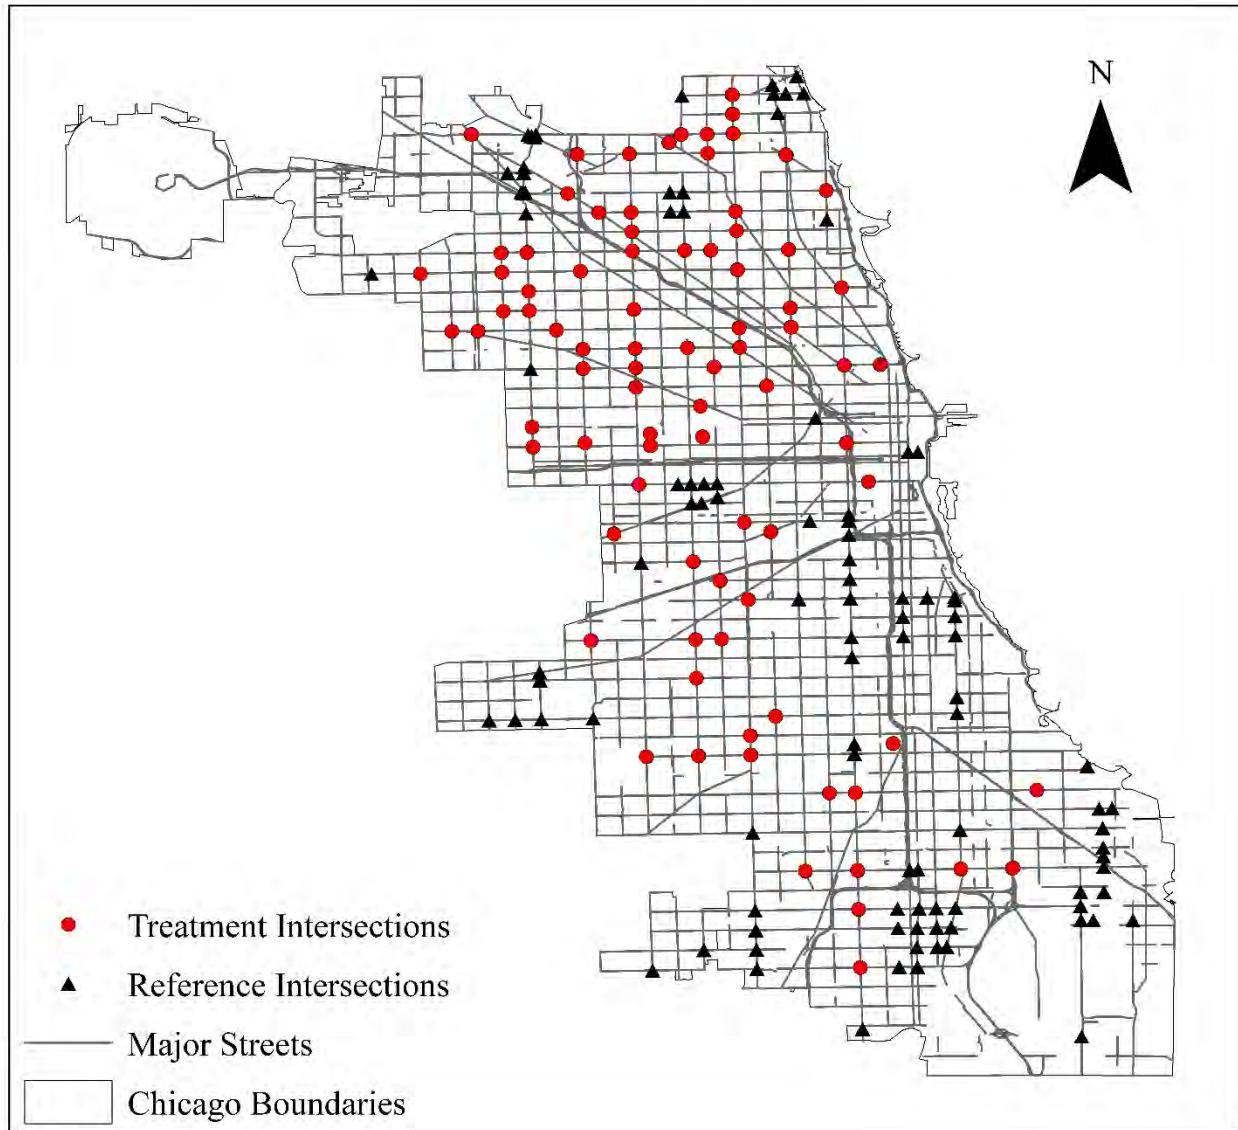 N
Treatment Intersections
Reference Intersections
Major Streets
Chicago Boundaries